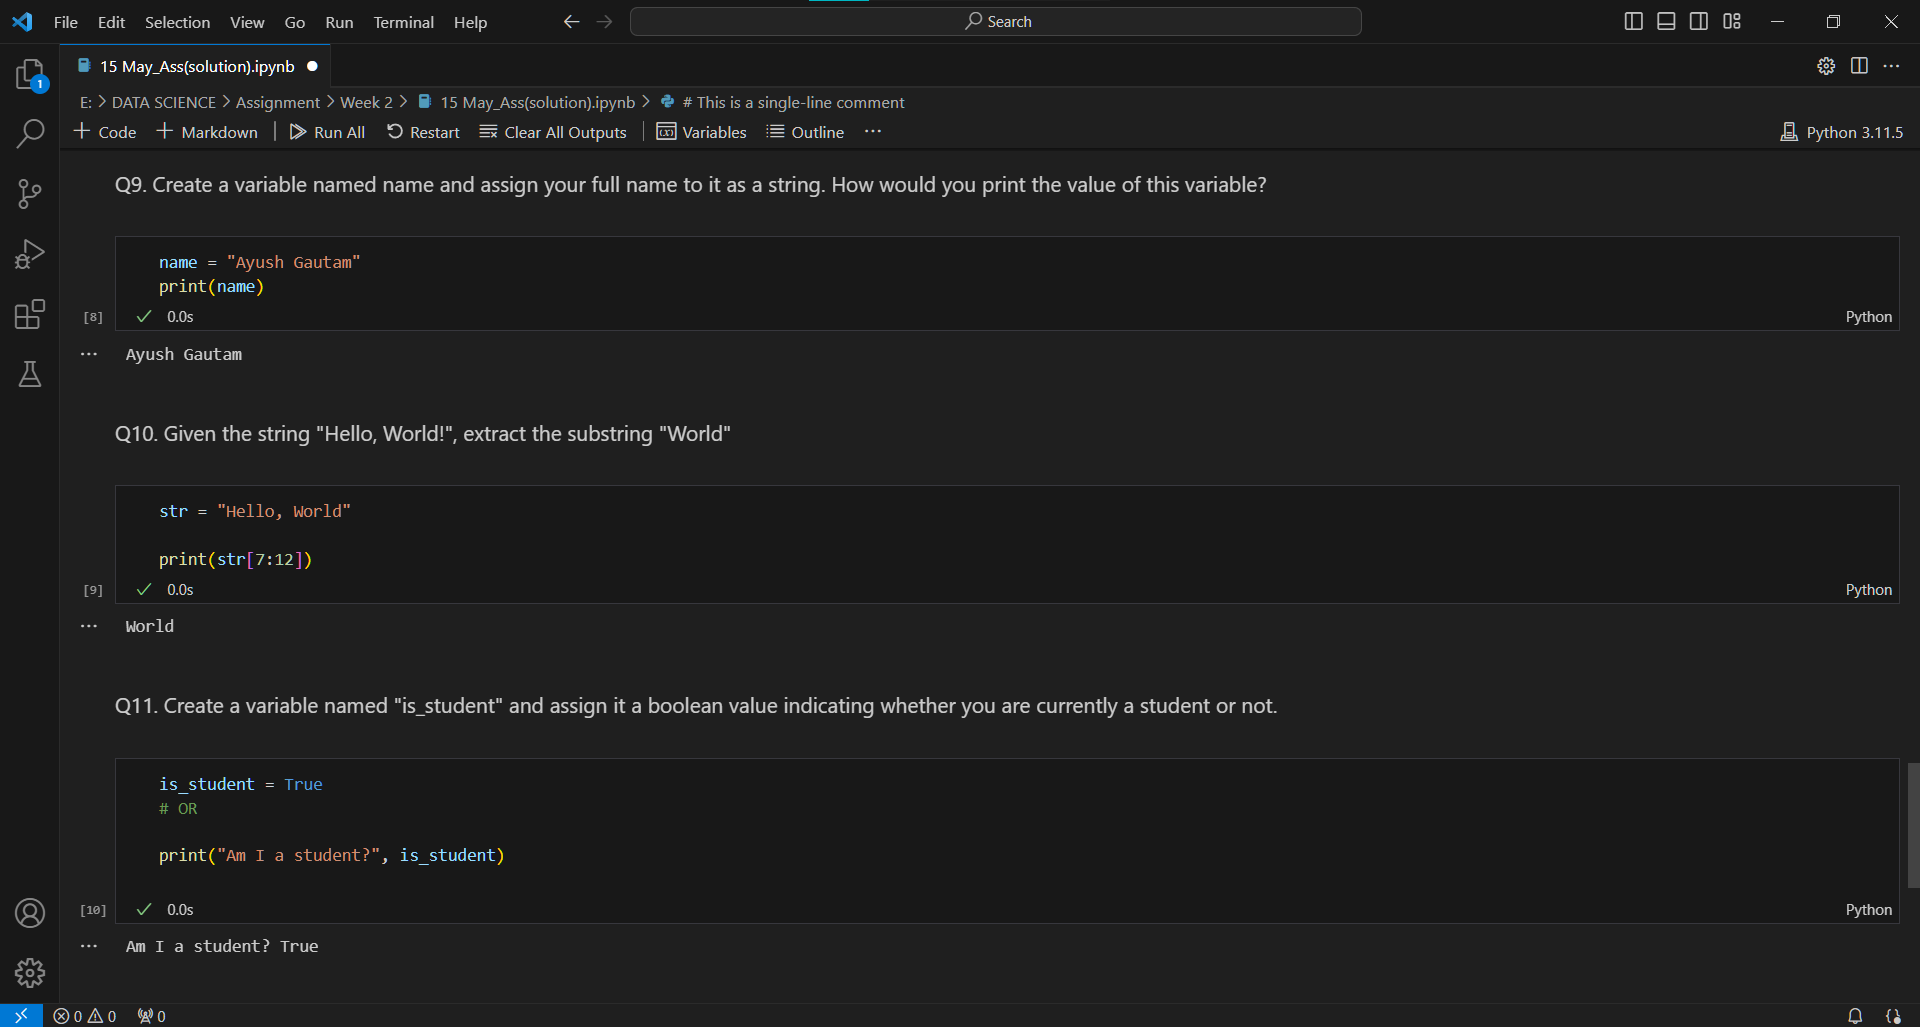 File Edit Selection View Go Run Terminal Help
Search
15 May_Ass(solution).ipynb
1
E: > DATA SCIENCE > Assignment > Week 2 > 15 May_Ass(solution).ipynb > # This is a single-line comment
+ Code + Markdown | Run All Restart Clear All Outputs | Variables Outline ...
Python 3.11.5
Q9. Create a variable named name and assign your full name to it as a string. How would you print the value of this variable?
name = "Ayush Gautam"
print(name)
[8] 0.0s Python
Ayush Gautam
Q10. Given the string "Hello, World!", extract the substring "World"
str = "Hello, World"
print(str[7:12])
[9] 0.0s Python
World
Q11. Create a variable named "is_student" and assign it a boolean value indicating whether you are currently a student or not.
is_student = True
# OR
print("Am I a student?", is_student)
[10] 0.0s Python
Am I a student? True
0 0 0